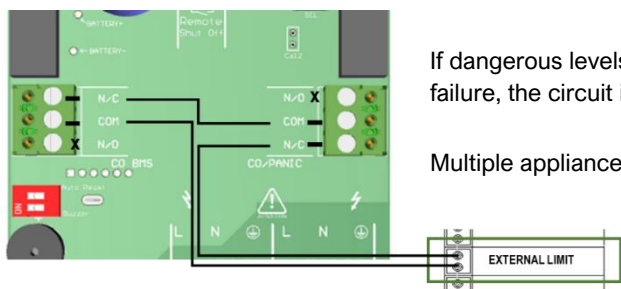 BATTERY+
Remote
Shut Off
BATTERY-
Cal2
If dangerous levels
failure, the circuit i
N/C
COM
N/O
N/O
COM
N/C
X
X
CO BMS
CO/PANIC
Multiple appliance
Auto Reset
ON
Buzzer
L N L N
EXTERNAL LIMIT